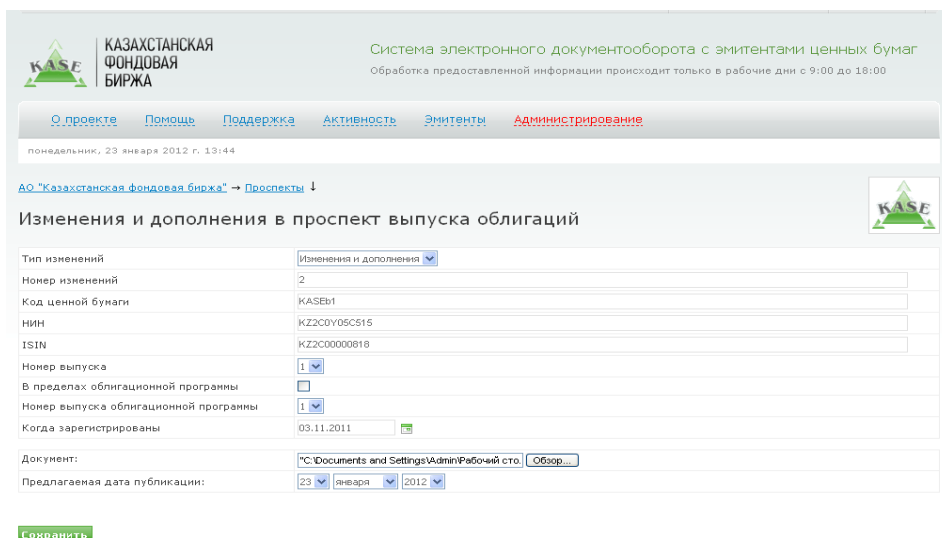 KASE
КАЗАХСТАНСКАЯ
ФОНДОВАЯ
БИРЖА
Система электронного документооборота с эмитентами ценных бумаг
Обработка предоставленной информации происходит только в рабочие дни с 9:00 до 18:00
О проекте Помощь Поддержка Активность Эмитенты Администрирование
понедельник, 23 января 2012 г. 13:44
АО "Казахстанская фондовая биржа" → Проспекты ↓
KASE
Изменения и дополнения в проспект выпуска облигаций
Тип изменений Изменения и дополнения
Номер изменений 2
Код ценной бумаги KASEb1
НИН KZ2C0Y05C515
ISIN KZ2C00000818
Номер выпуска 1
В пределах облигационной программы
Номер выпуска облигационной программы 1
Когда зарегистрированы 03.11.2011
Документ: "C:\Documents and Settings\Admin\Рабочий сто. Обзор...
Предлагаемая дата публикации: 23 января 2012
Сохранить